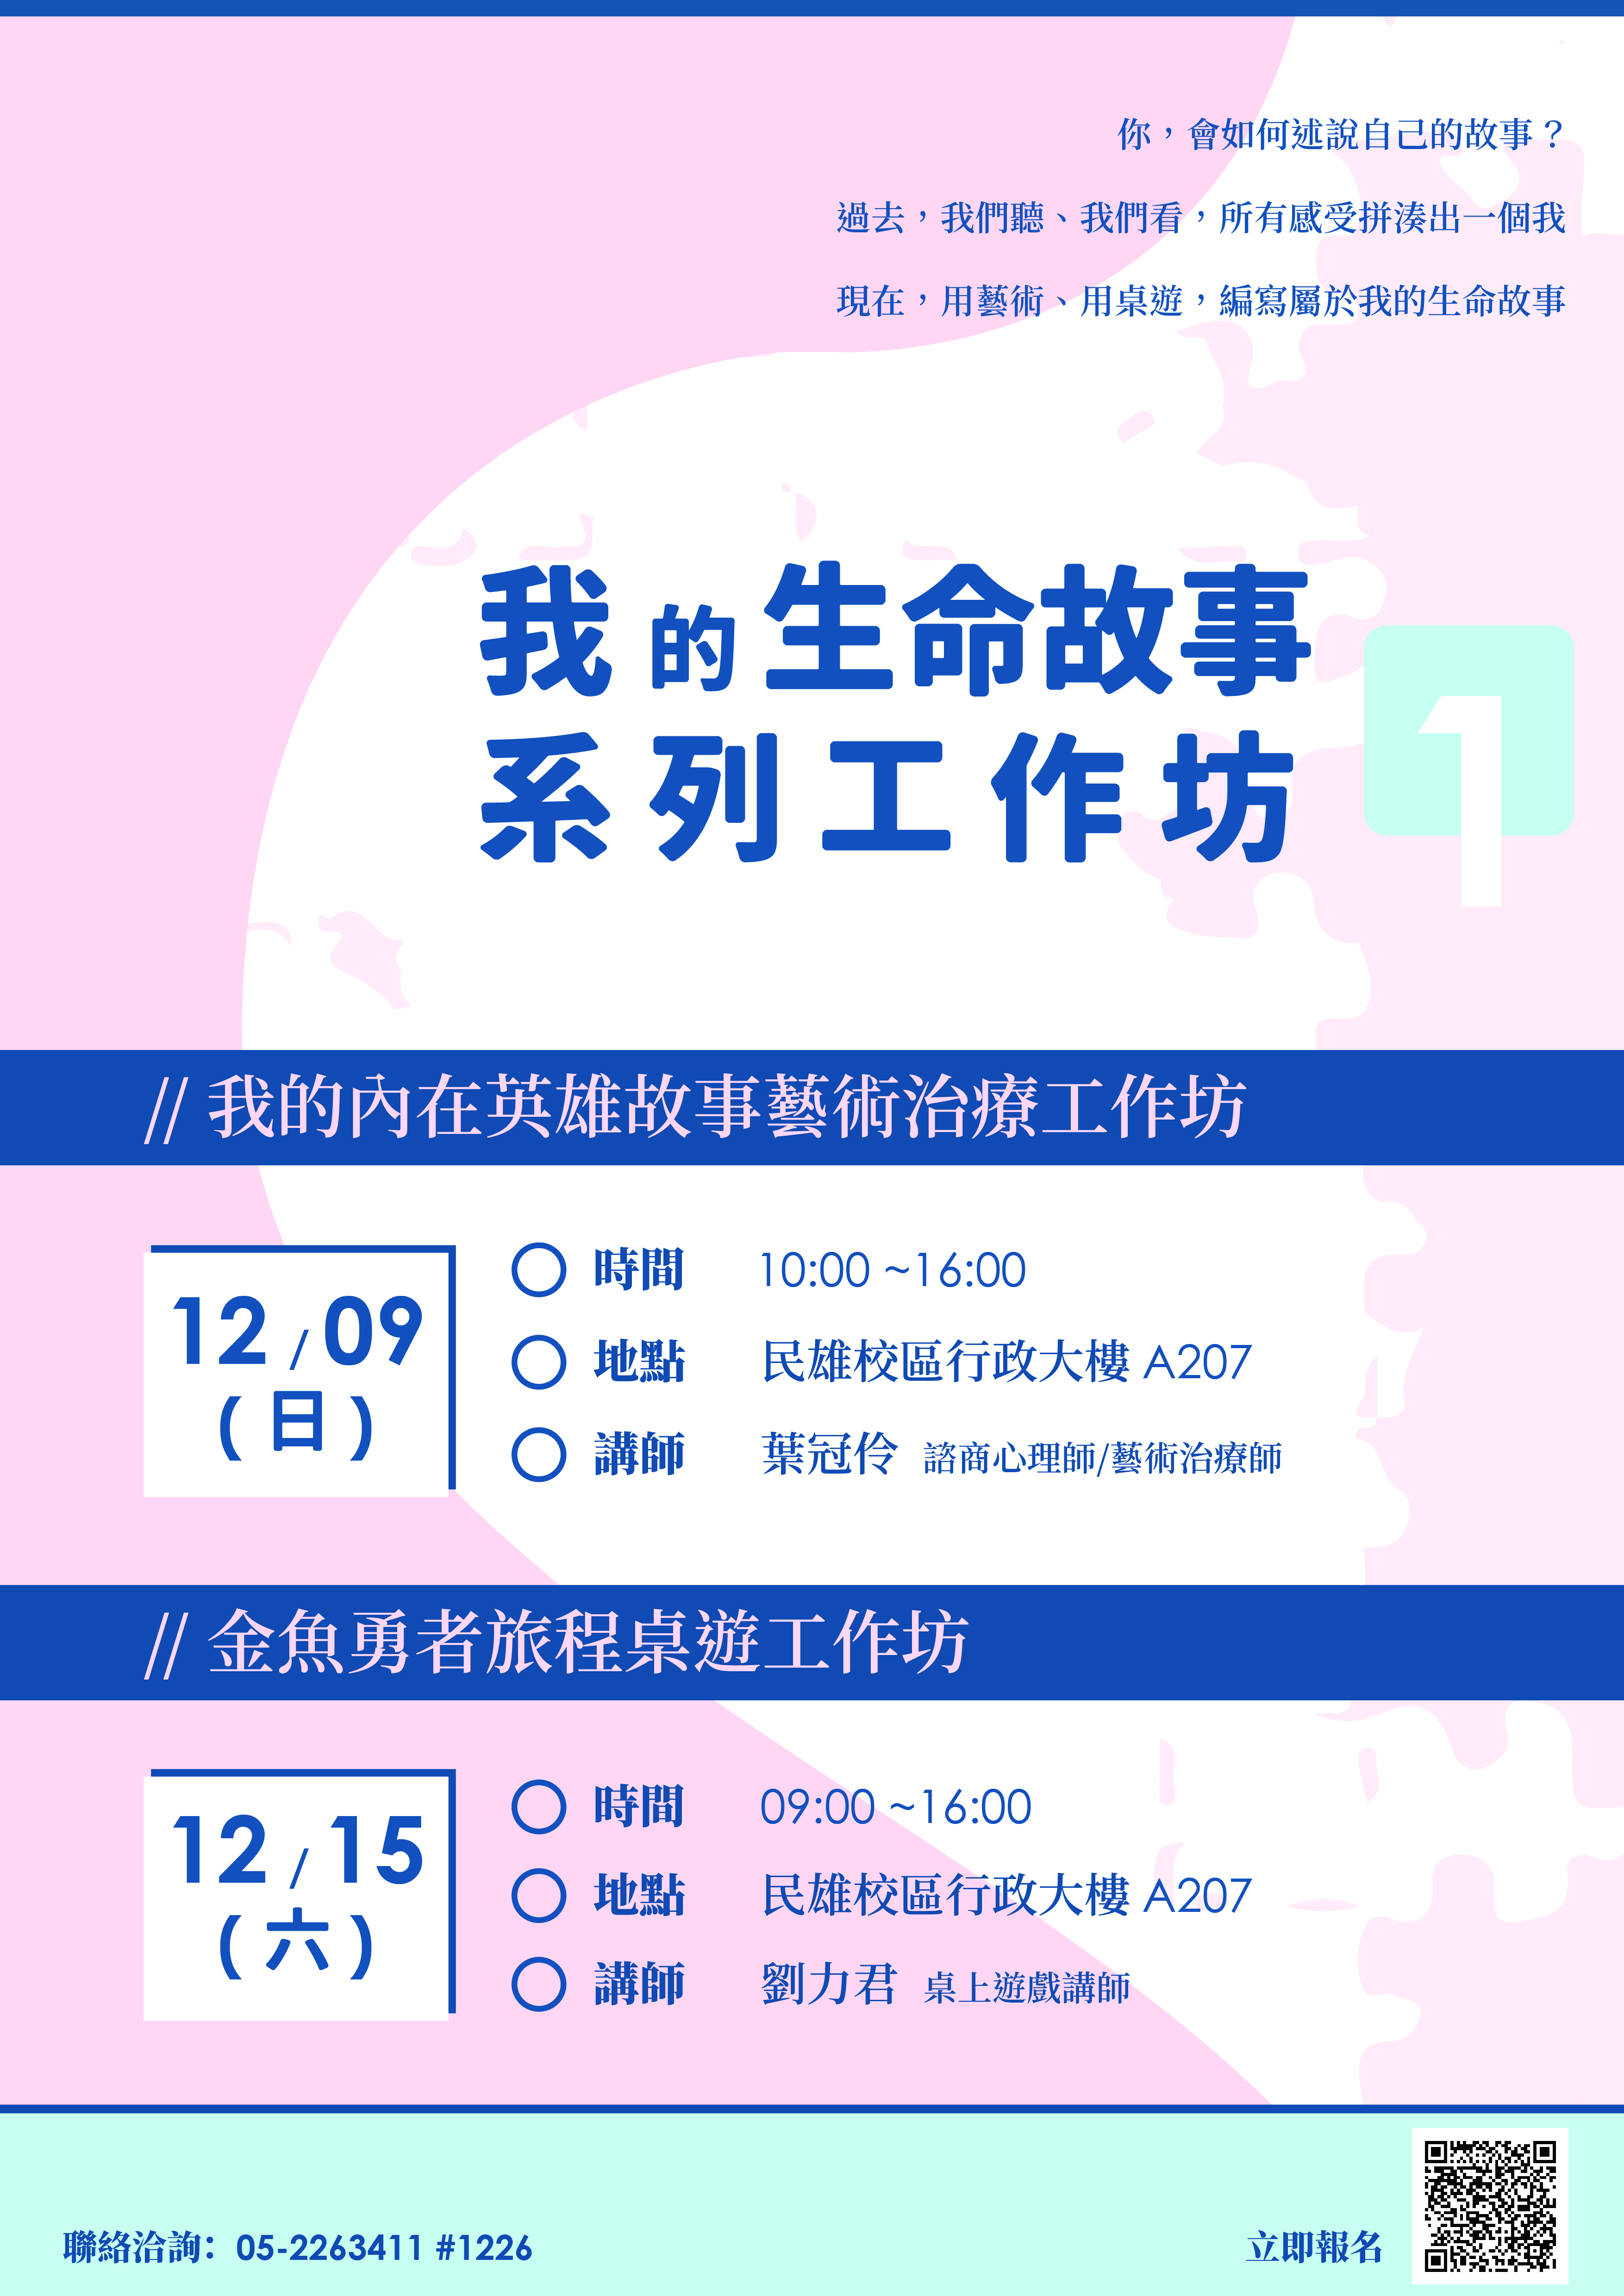 你，會如何述說自己的故事？
過去，我們聽、我們看，所有感受拼湊出一個我
現在，用藝術、用桌遊，編寫屬於我的生命故事
我的生命故事
系列工作坊
1
// 我的內在英雄故事藝術治療工作坊
12/09
(日)
時間 10:00 ~16:00
地點 民雄校區行政大樓 A207
講師 葉冠伶 諮商心理師/藝術治療師
// 金魚勇者旅程桌遊工作坊
12/15
(六)
時間 09:00 ~16:00
地點 民雄校區行政大樓 A207
講師 劉力君 桌上遊戲講師
聯絡洽詢：05-2263411 #1226
立即報名